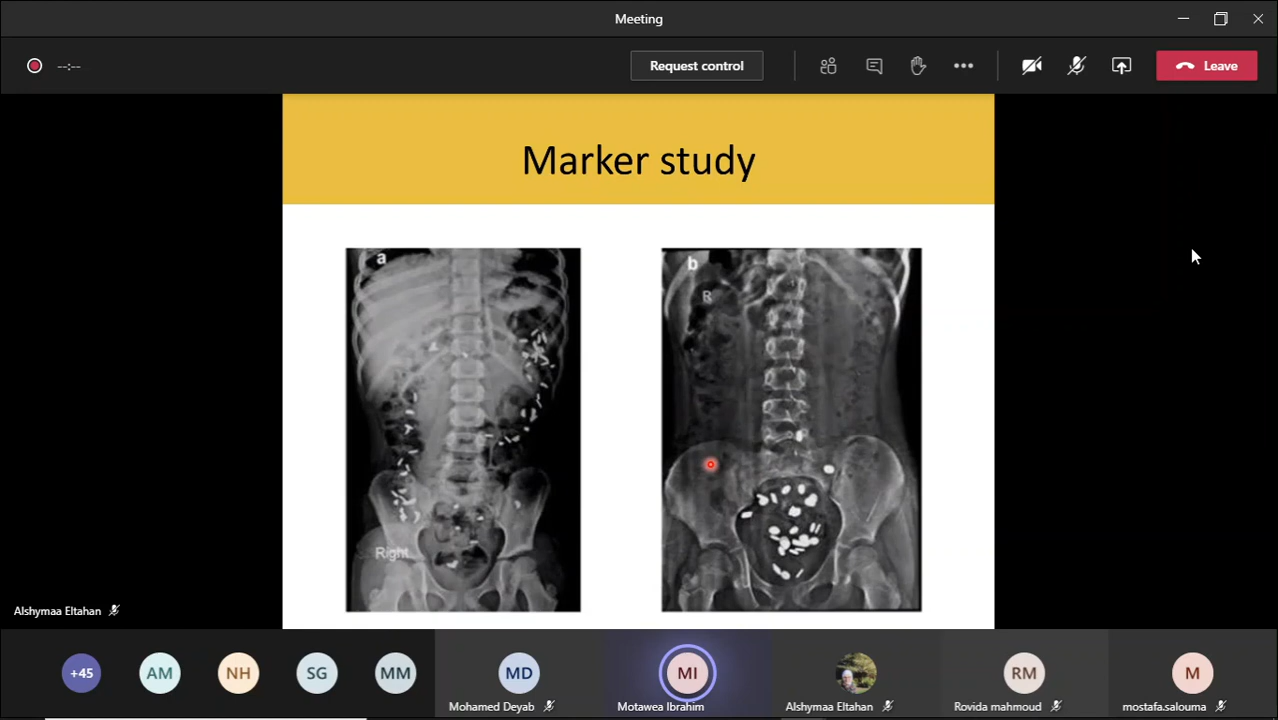 Meeting
--:--
Request control
Leave
Marker study
a
b
R
Right
Alshymaa Eltahan
+45
AM
NH
SG
MM
MD
MI
RM
M
Mohamed Deyab
Motawea Ibrahim
Alshymaa Eltahan
Rovida mahmoud
mostafa.salouma